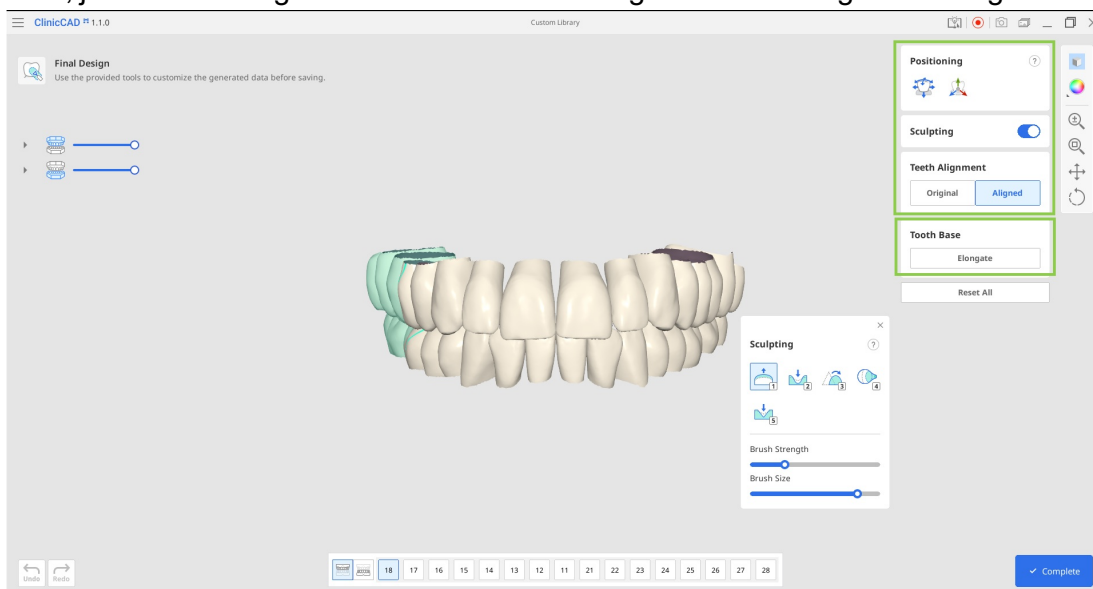 ClinicCAD 1.1.0
Custom Library
Final Design
Use the provided tools to customize the generated data before saving.
Positioning
?
Sculpting
Teeth Alignment
Original Aligned
Tooth Base
Elongate
Reset All
Sculpting
?
1 2 3 4
5
Brush Strength
Brush Size
Undo Redo
18 17 16 15 14 13 12 11 21 22 23 24 25 26 27 28
Complete